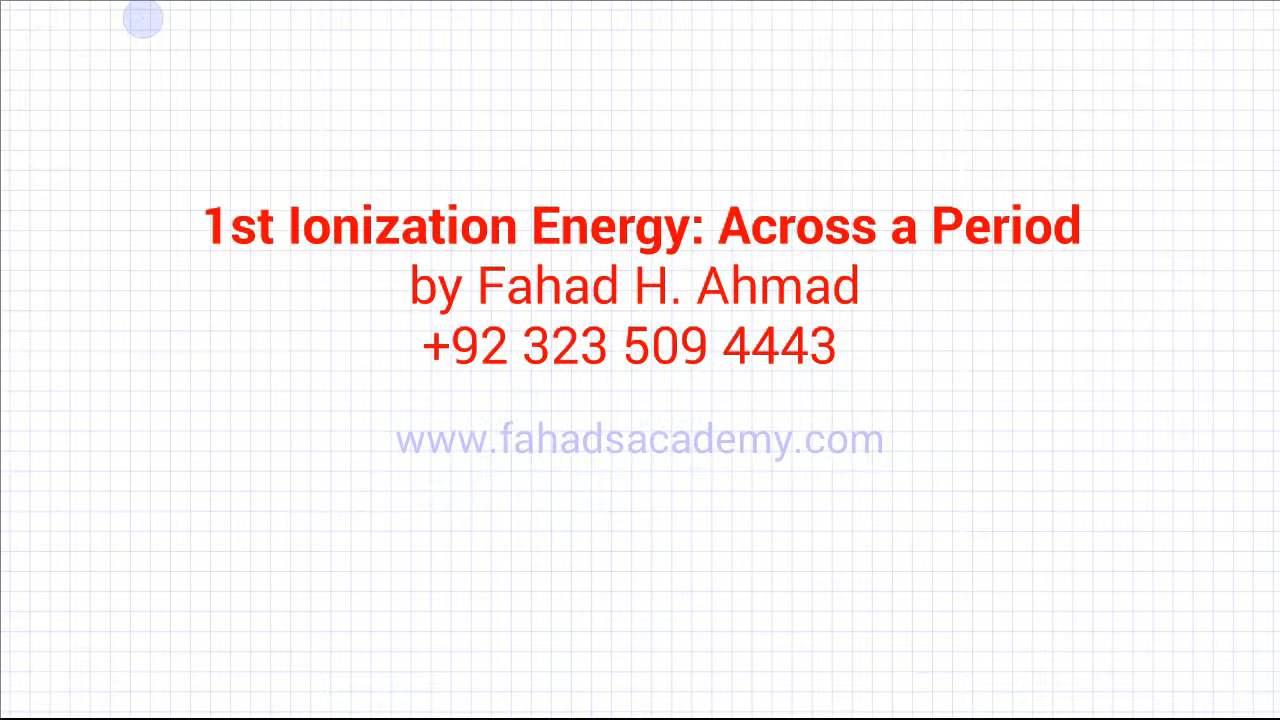 1st Ionization Energy: Across a Period
by Fahad H. Ahmad
+92 323 509 4443
www.fahadsacademy.com